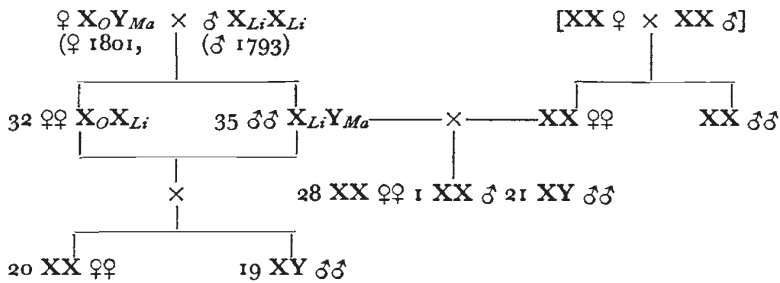 ♀ X_O Y_Ma × ♂ X_Li X_Li [XX ♀ × XX ♂]
(♀ 1801, (♂ 1793)
32 ♀♀ X_O X_Li 35 ♂♂ X_Li Y_Ma × XX ♀♀ XX ♂♂
× 28 XX ♀♀ 1 XX ♂ 21 XY ♂♂
20 XX ♀♀ 19 XY ♂♂